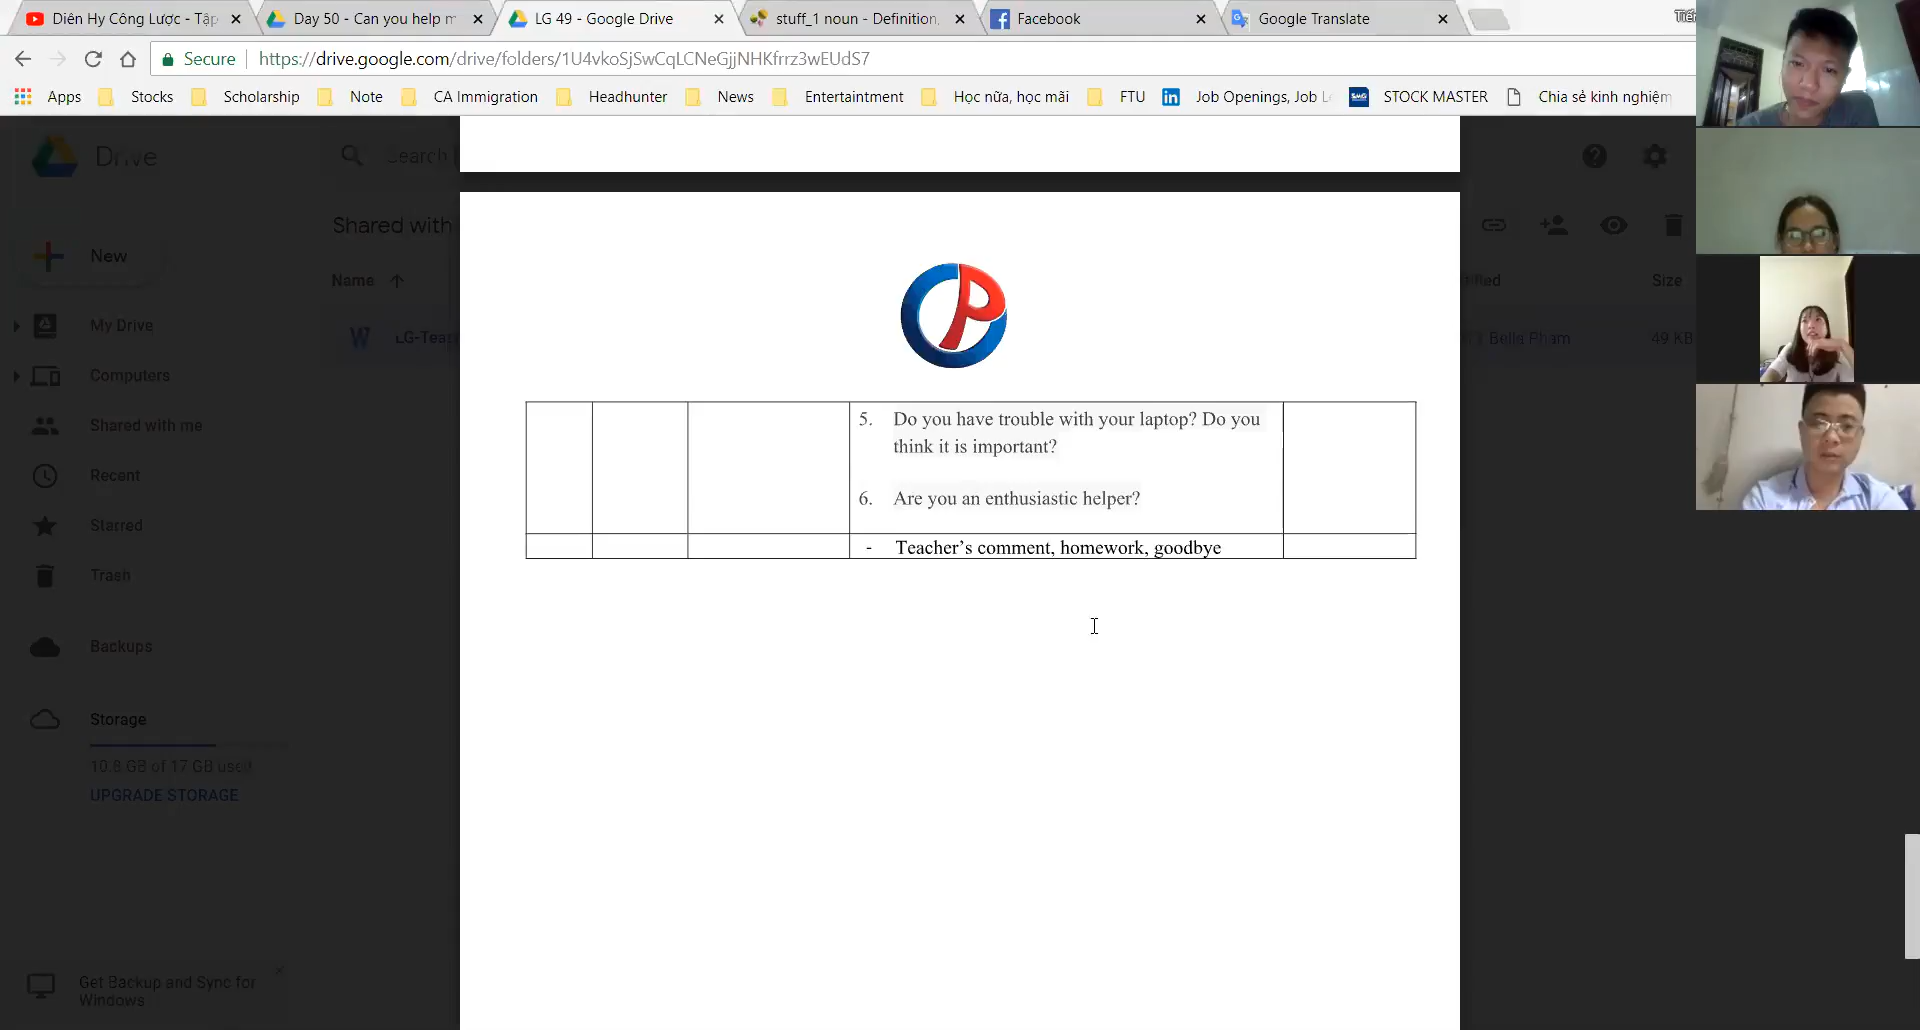 Diên Hy Công Lược - Tập
Day 50 - Can you help m
LG 49 - Google Drive
stuff_1 noun - Definition,
Facebook
Google Translate
Secure
https://drive.google.com/drive/folders/1U4vkoSjSwCqLCNeGjjNHKfrrz3wEUdS7
Apps
Stocks
Scholarship
Note
CA Immigration
Headhunter
News
Entertaintment
Học nữa, học mãi
FTU
Job Openings, Job L
STOCK MASTER
Chia sẻ kinh nghiệm
Drive
Search
Shared with
New
Name
Size
My Drive
LG-Tea
Bella Pham
49 KB
Computers
Shared with me
Recent
Starred
Trash
Backups
Storage
10.8 GB of 17 GB used
UPGRADE STORAGE
Get Backup and Sync for
Windows
5. Do you have trouble with your laptop? Do you
think it is important?
6. Are you an enthusiastic helper?
- Teacher’s comment, homework, goodbye